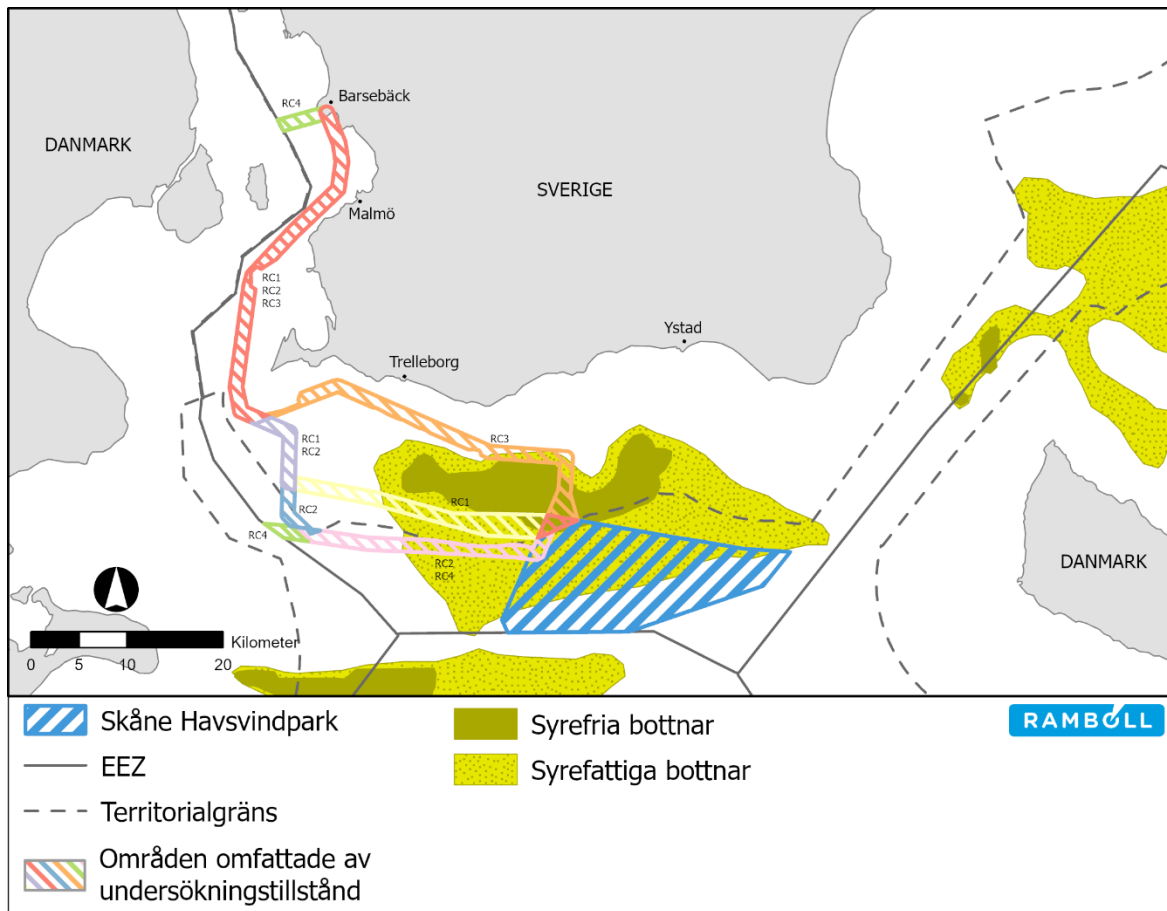 RC4
Barsebäck
DANMARK
SVERIGE
Malmö
RC1
RC2
RC3
Ystad
Trelleborg
RC3
RC1
RC2
RC1
RC2
RC4
RC2
RC4
DANMARK
Kilometer
0 5 10 20
Skåne Havsvindpark
EEZ
Territorialgräns
Områden omfattade av
undersökningstillstånd
Syrefria bottnar
Syrefattiga bottnar
RAMBOLL